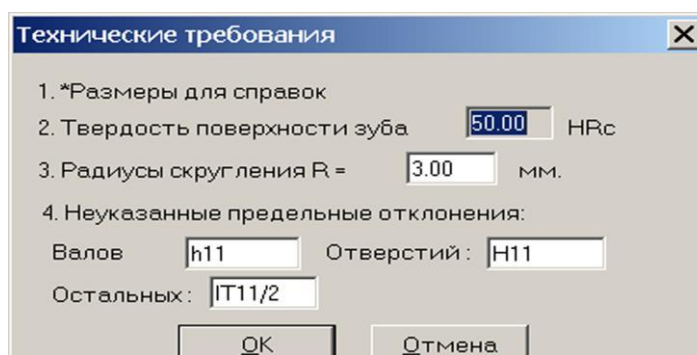 Технические требования
1. *Размеры для справок
2. Твердость поверхности зуба 50.00 HRc
3. Радиусы скругления R = 3.00 мм.
4. Неуказанные предельные отклонения:
Валов h11 Отверстий: H11
Остальных: IT11/2
OK Отмена